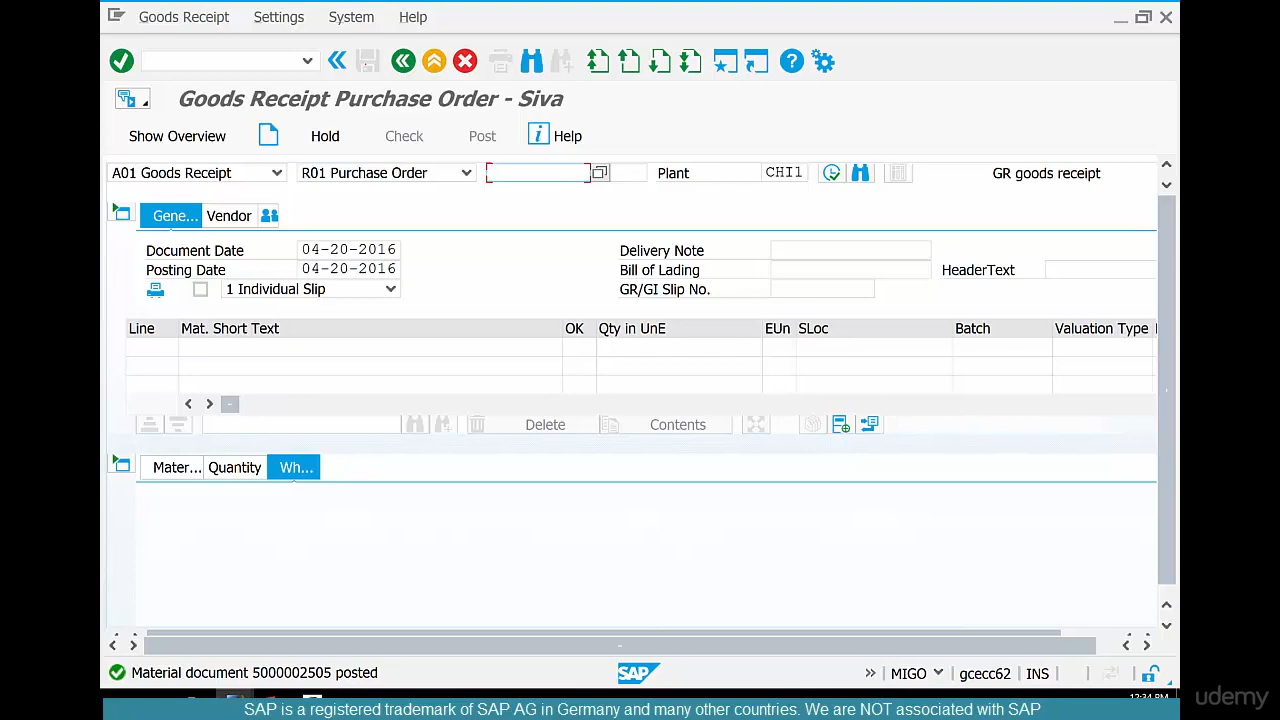 Goods Receipt Settings System Help
Goods Receipt Purchase Order - Siva
Show Overview Hold Check Post Help
A01 Goods Receipt R01 Purchase Order Plant CHI1 GR goods receipt
Gene... Vendor
Document Date 04-20-2016 Delivery Note
Posting Date 04-20-2016 Bill of Lading HeaderText
1 Individual Slip GR/GI Slip No.
Line Mat. Short Text OK Qty in UnE EUn SLoc Batch Valuation Type
Delete Contents
Mater... Quantity Wh...
Material document 5000002505 posted SAP MIGO gcecc62 INS
12:34 PM
SAP is a registered trademark of SAP AG in Germany and many other countries. We are NOT associated with SAP
udemy